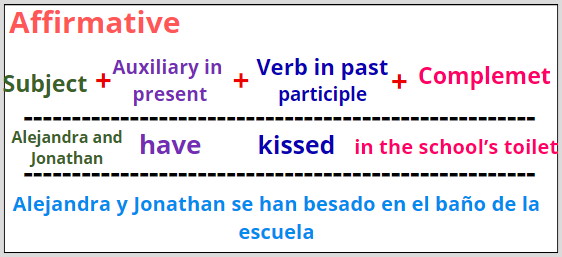 Affirmative
Subject + Auxiliary in present + Verb in past participle + Complemet
Alejandra and Jonathan have kissed in the school’s toilet
Alejandra y Jonathan se han besado en el baño de la
escuela